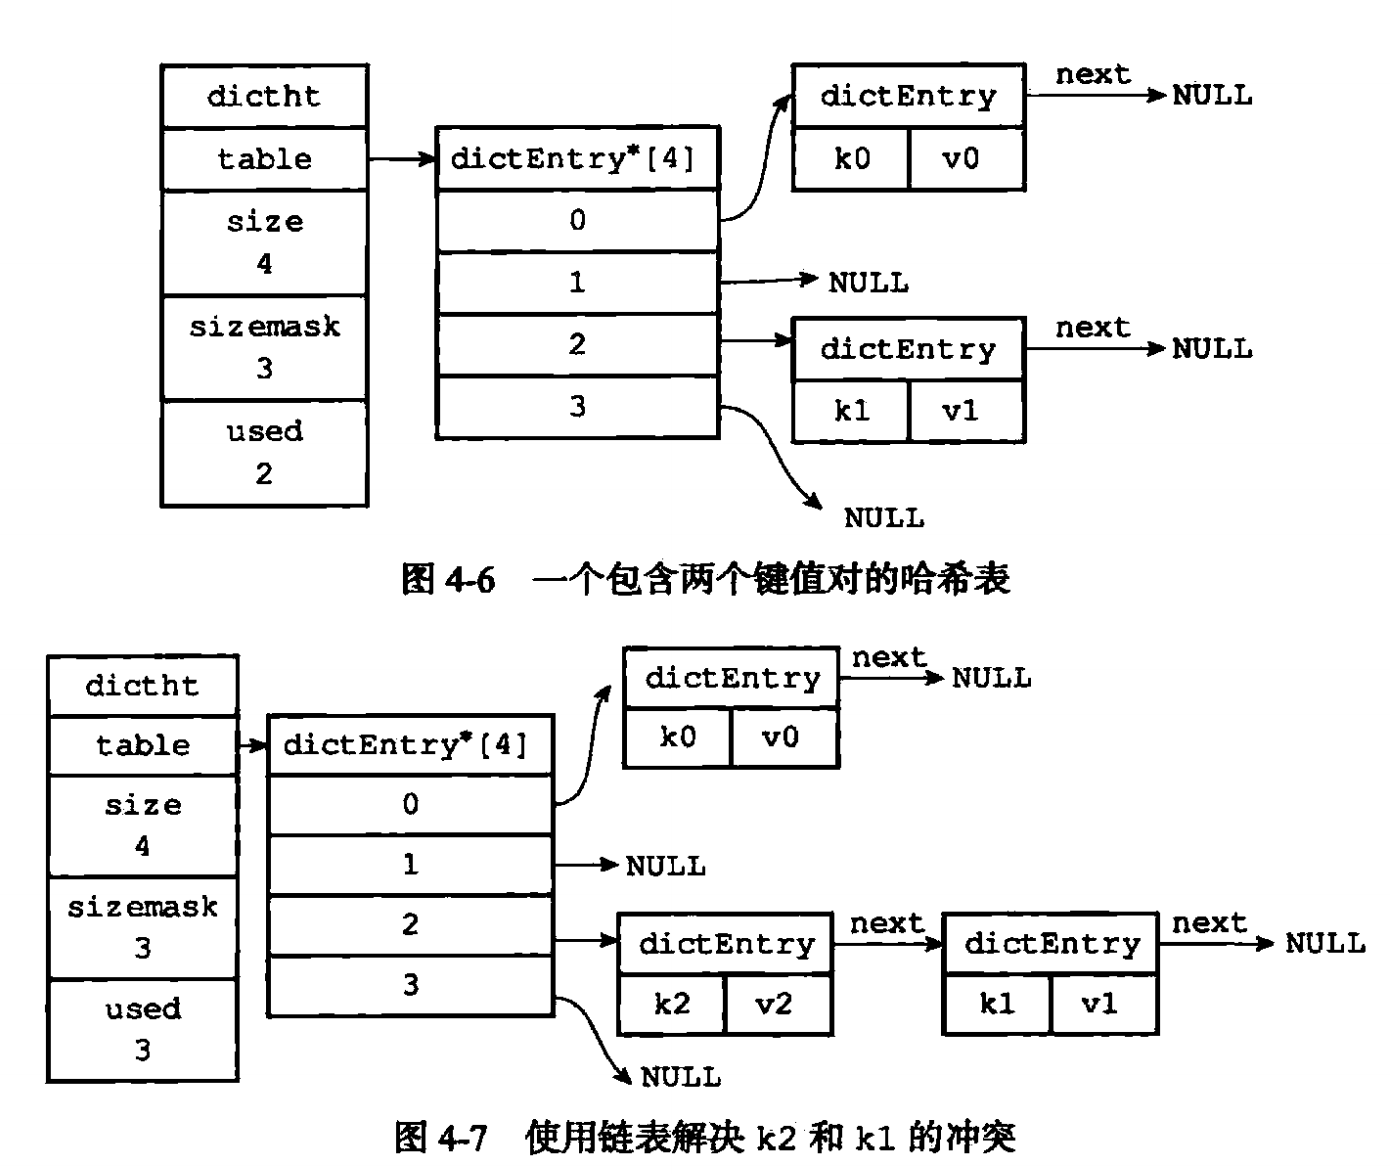 dictht
table
size
4
sizemask
3
used
2
dictEntry*[4]
0
1
2
3
dictEntry
k0 v0
next
NULL
NULL
dictEntry
k1 v1
next
NULL
NULL
图 4-6 一个包含两个键值对的哈希表
dictht
table
size
4
sizemask
3
used
3
dictEntry*[4]
0
1
2
3
dictEntry
k0 v0
next
NULL
NULL
dictEntry
k2 v2
next
dictEntry
k1 v1
next
NULL
NULL
图 4-7 使用链表解决 k2 和 k1 的冲突